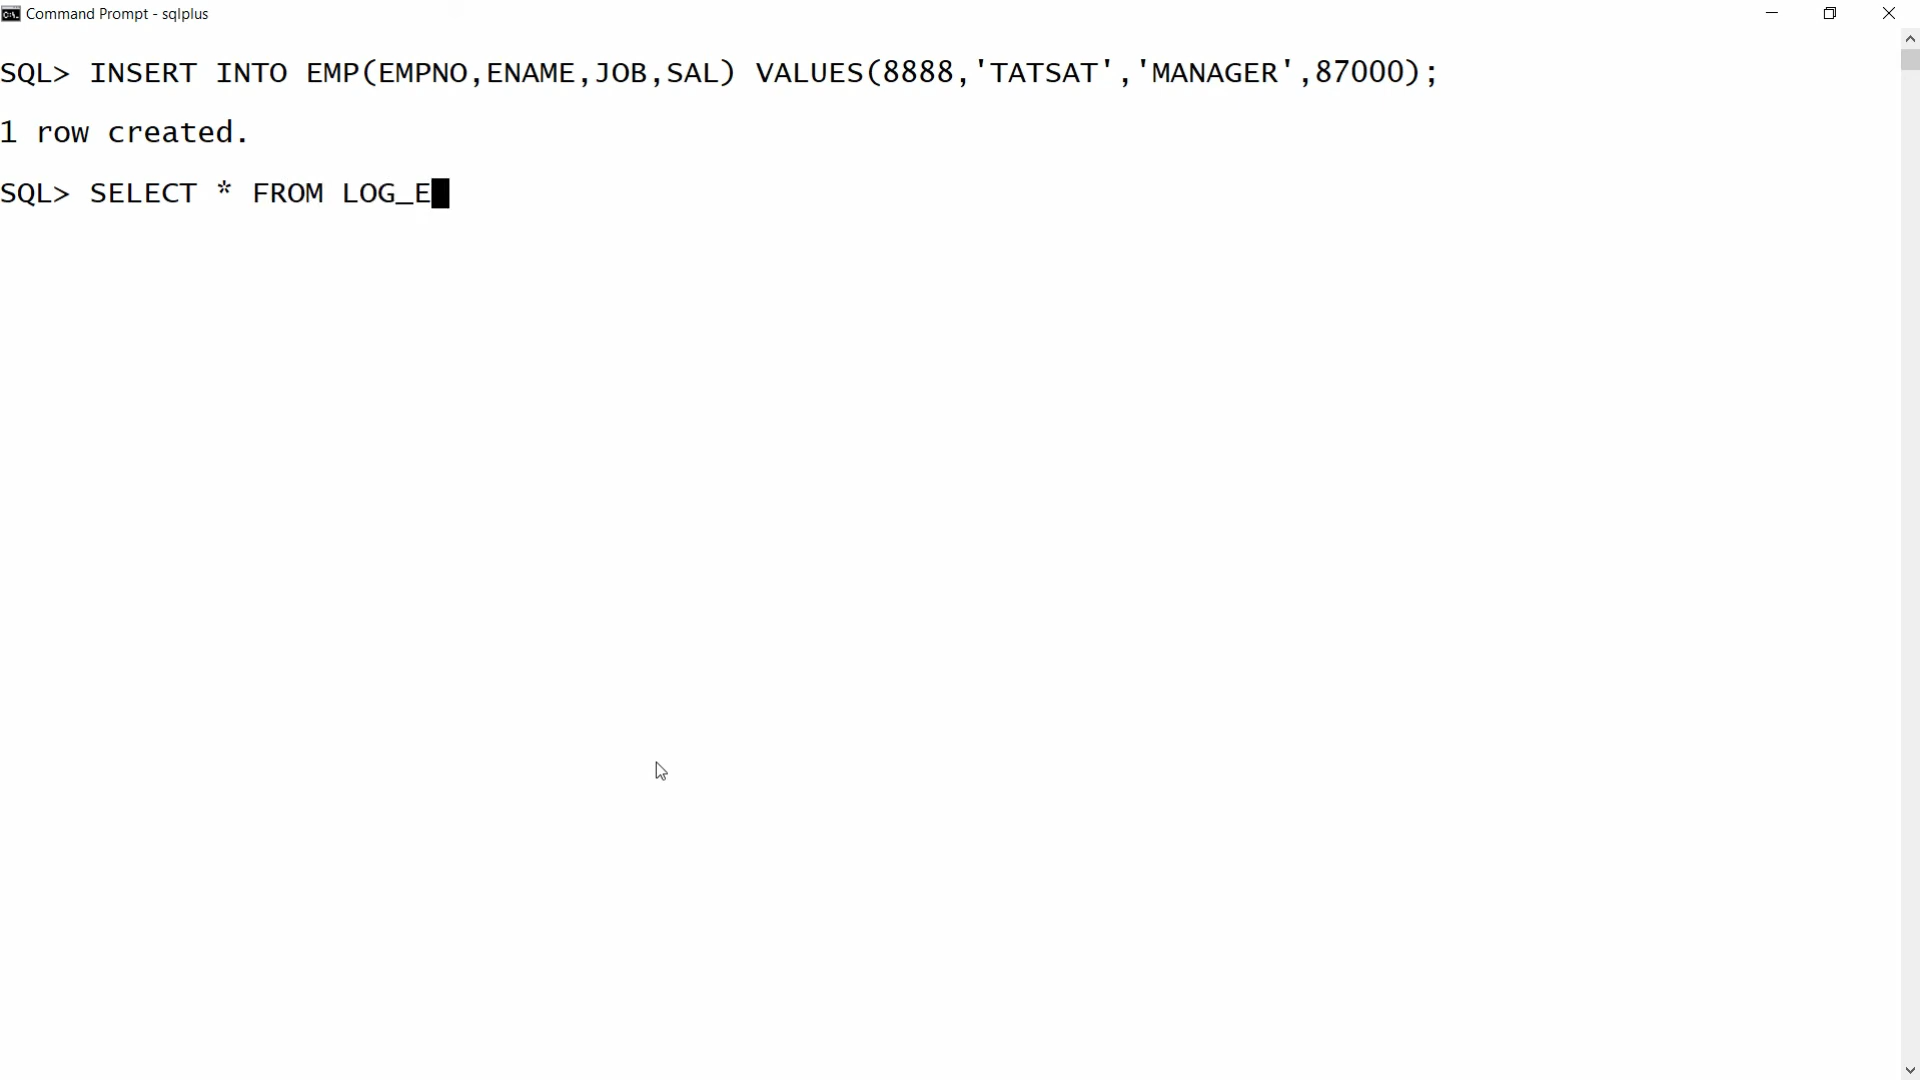 Command Prompt - sqlplus
SQL> INSERT INTO EMP(EMPNO,ENAME,JOB,SAL) VALUES(8888,'TATSAT','MANAGER',87000);
1 row created.
SQL> SELECT * FROM LOG_E